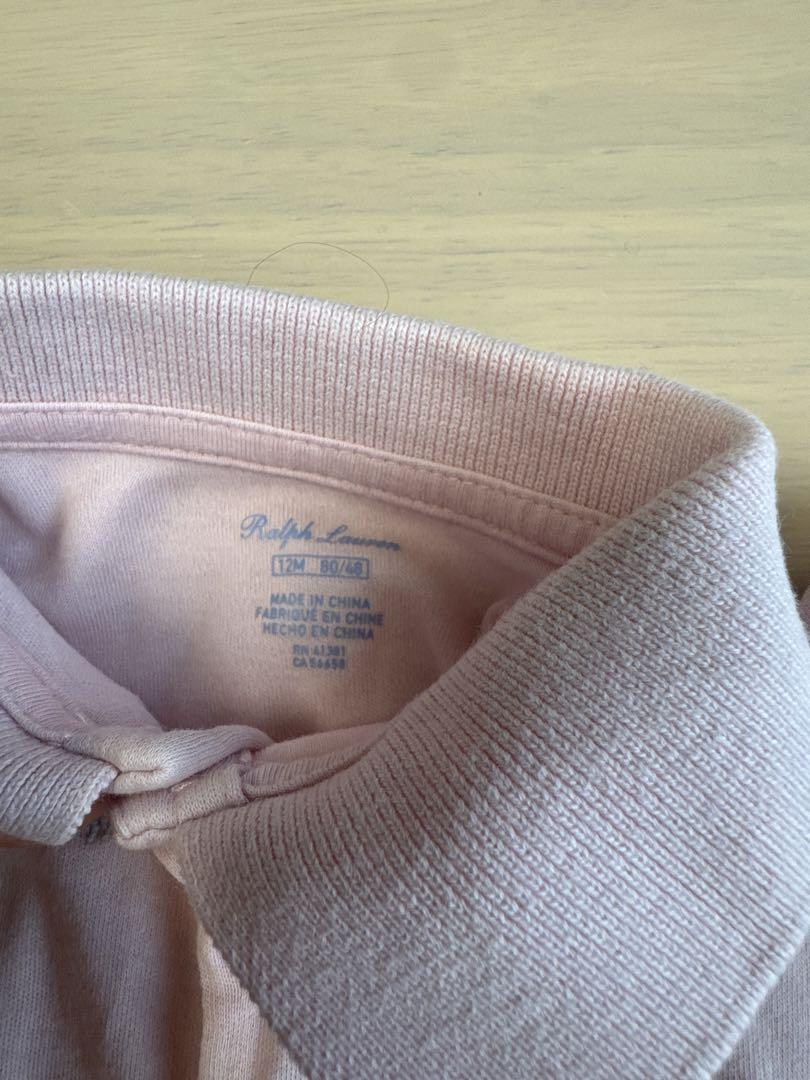 Ralph Lauren
12M 80/48
MADE IN CHINA
FABRIQUÉ EN CHINE
HECHO EN CHINA
RN 41381
CA 56658